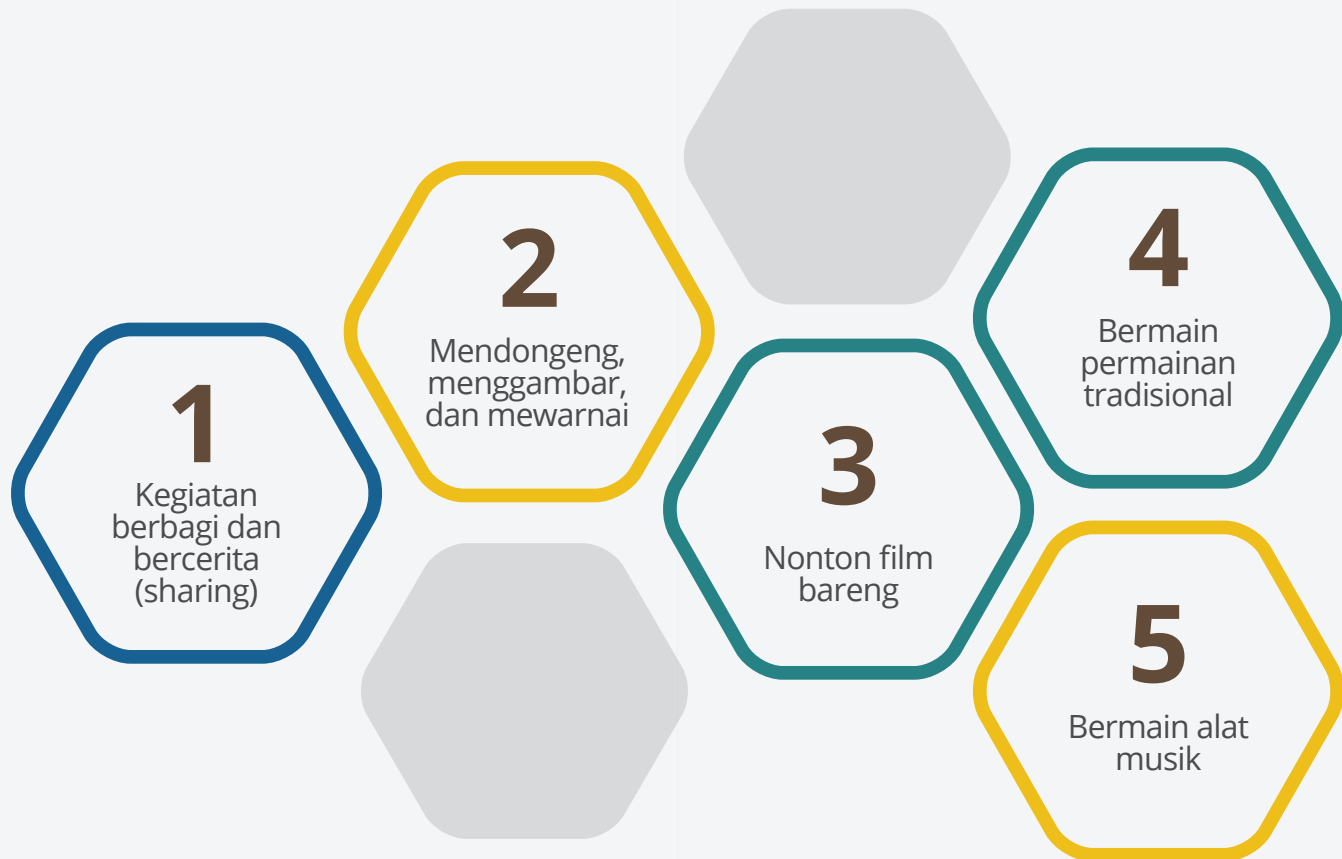 1
Kegiatan
berbagi dan
bercerita
(sharing)
2
Mendongeng,
menggambar,
dan mewarnai
3
Nonton film
bareng
4
Bermain
permainan
tradisional
5
Bermain alat
musik